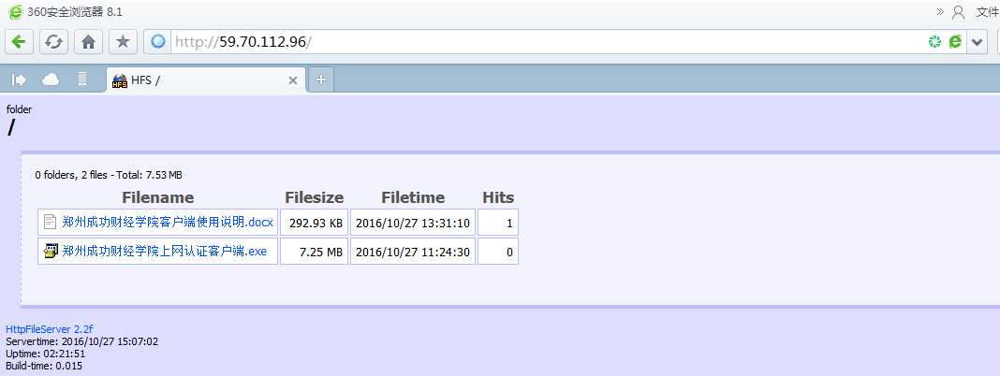 360安全浏览器 8.1
» 文件
http://59.70.112.96/
HFS /
folder
/
0 folders, 2 files - Total: 7.53 MB
Filename Filesize Filetime Hits
郑州成功财经学院客户端使用说明.docx 292.93 KB 2016/10/27 13:31:10 1
郑州成功财经学院上网认证客户端.exe 7.25 MB 2016/10/27 11:24:30 0
HttpFileServer 2.2f
Servertime: 2016/10/27 15:07:02
Uptime: 02:21:51
Build-time: 0.015